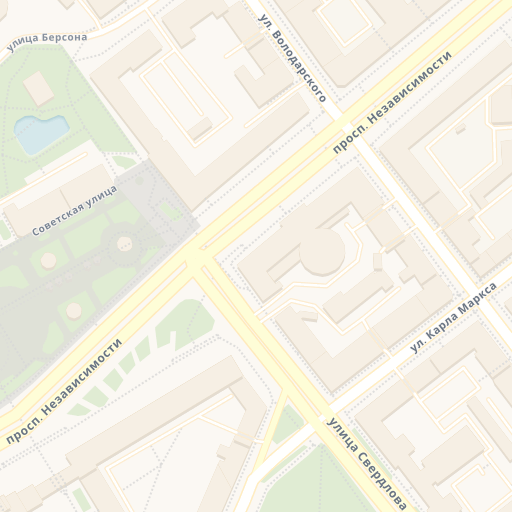 ул. Володарского
улица Берсона
просп. Независимости
Советская улица
ул. Карла Маркса
просп. Независимости
улица Свердлова